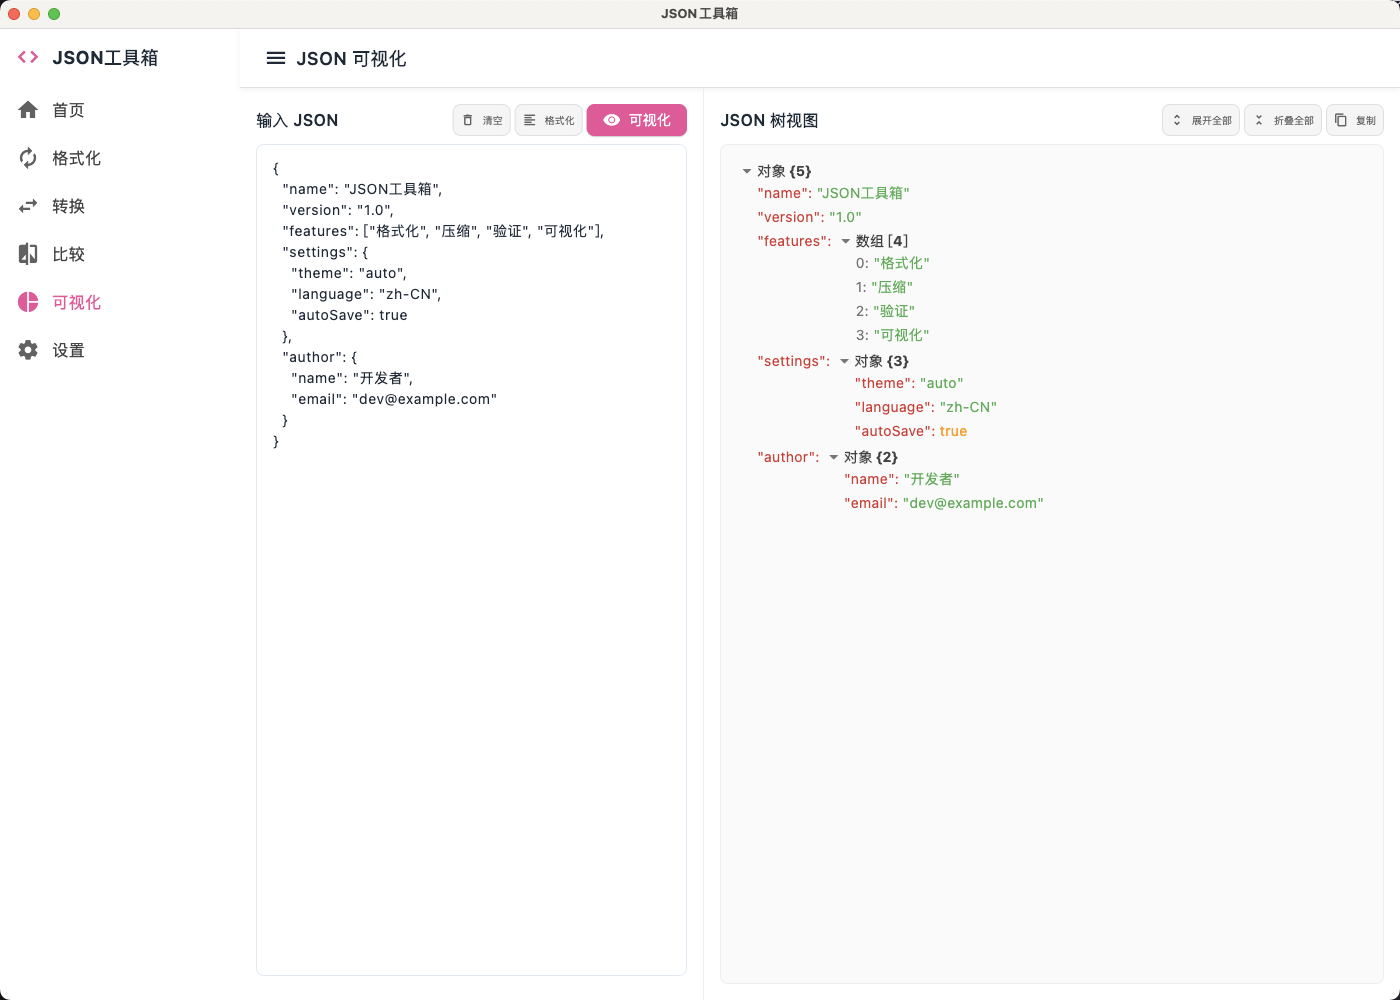 JSON 工具箱
JSON工具箱
首页
格式化
转换
比较
可视化
设置
JSON 可视化
输入 JSON
清空
格式化
可视化
{
"name": "JSON工具箱",
"version": "1.0",
"features": ["格式化", "压缩", "验证", "可视化"],
"settings": {
"theme": "auto",
"language": "zh-CN",
"autoSave": true
},
"author": {
"name": "开发者",
"email": "dev@example.com"
}
}
JSON 树视图
展开全部
折叠全部
复制
对象 {5}
"name": "JSON工具箱"
"version": "1.0"
"features": 数组 [4]
0: "格式化"
1: "压缩"
2: "验证"
3: "可视化"
"settings": 对象 {3}
"theme": "auto"
"language": "zh-CN"
"autoSave": true
"author": 对象 {2}
"name": "开发者"
"email": "dev@example.com"